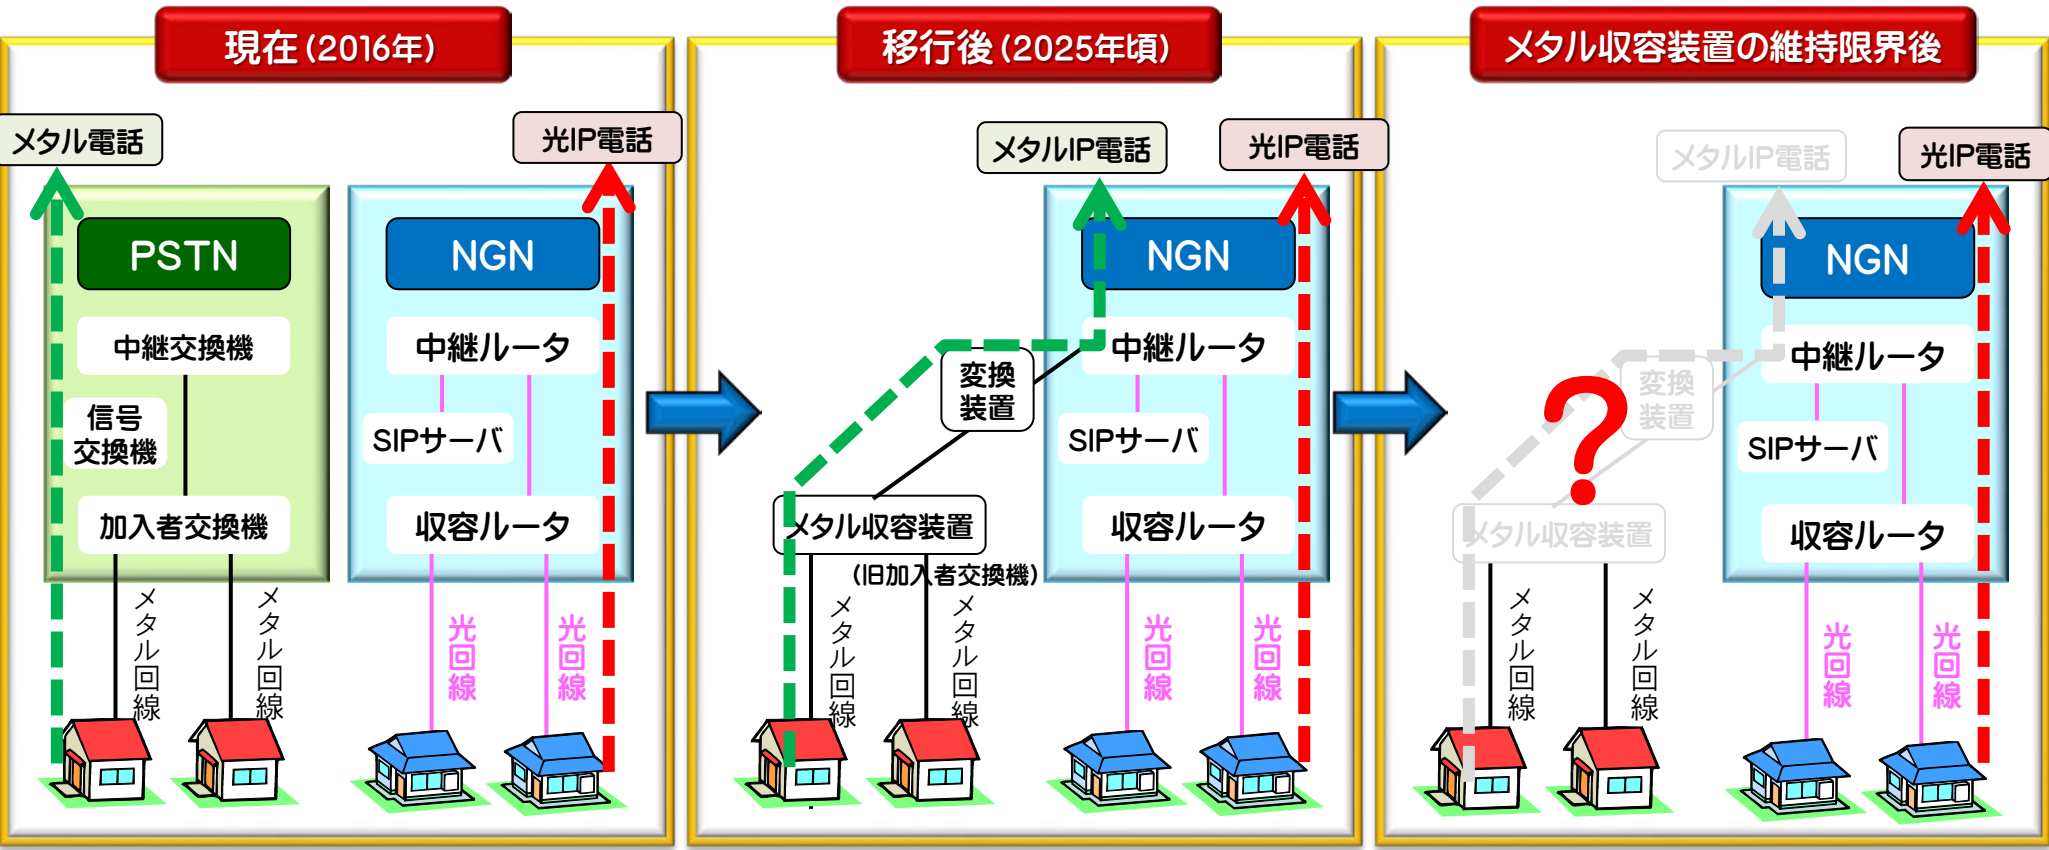 現在(2016年)
メタル電話
光IP電話
PSTN
中継交換機
信号
交換機
加入者交換機
NGN
中継ルータ
SIPサーバ
収容ルータ
メタル回線
メタル回線
光回線
光回線
移行後(2025年頃)
メタルIP電話
光IP電話
NGN
中継ルータ
変換
装置
SIPサーバ
メタル収容装置
(旧加入者交換機)
収容ルータ
メタル回線
メタル回線
光回線
光回線
メタル収容装置の維持限界後
メタルIP電話
光IP電話
NGN
中継ルータ
変換
装置
?
SIPサーバ
メタル収容装置
収容ルータ
メタル回線
メタル回線
光回線
光回線